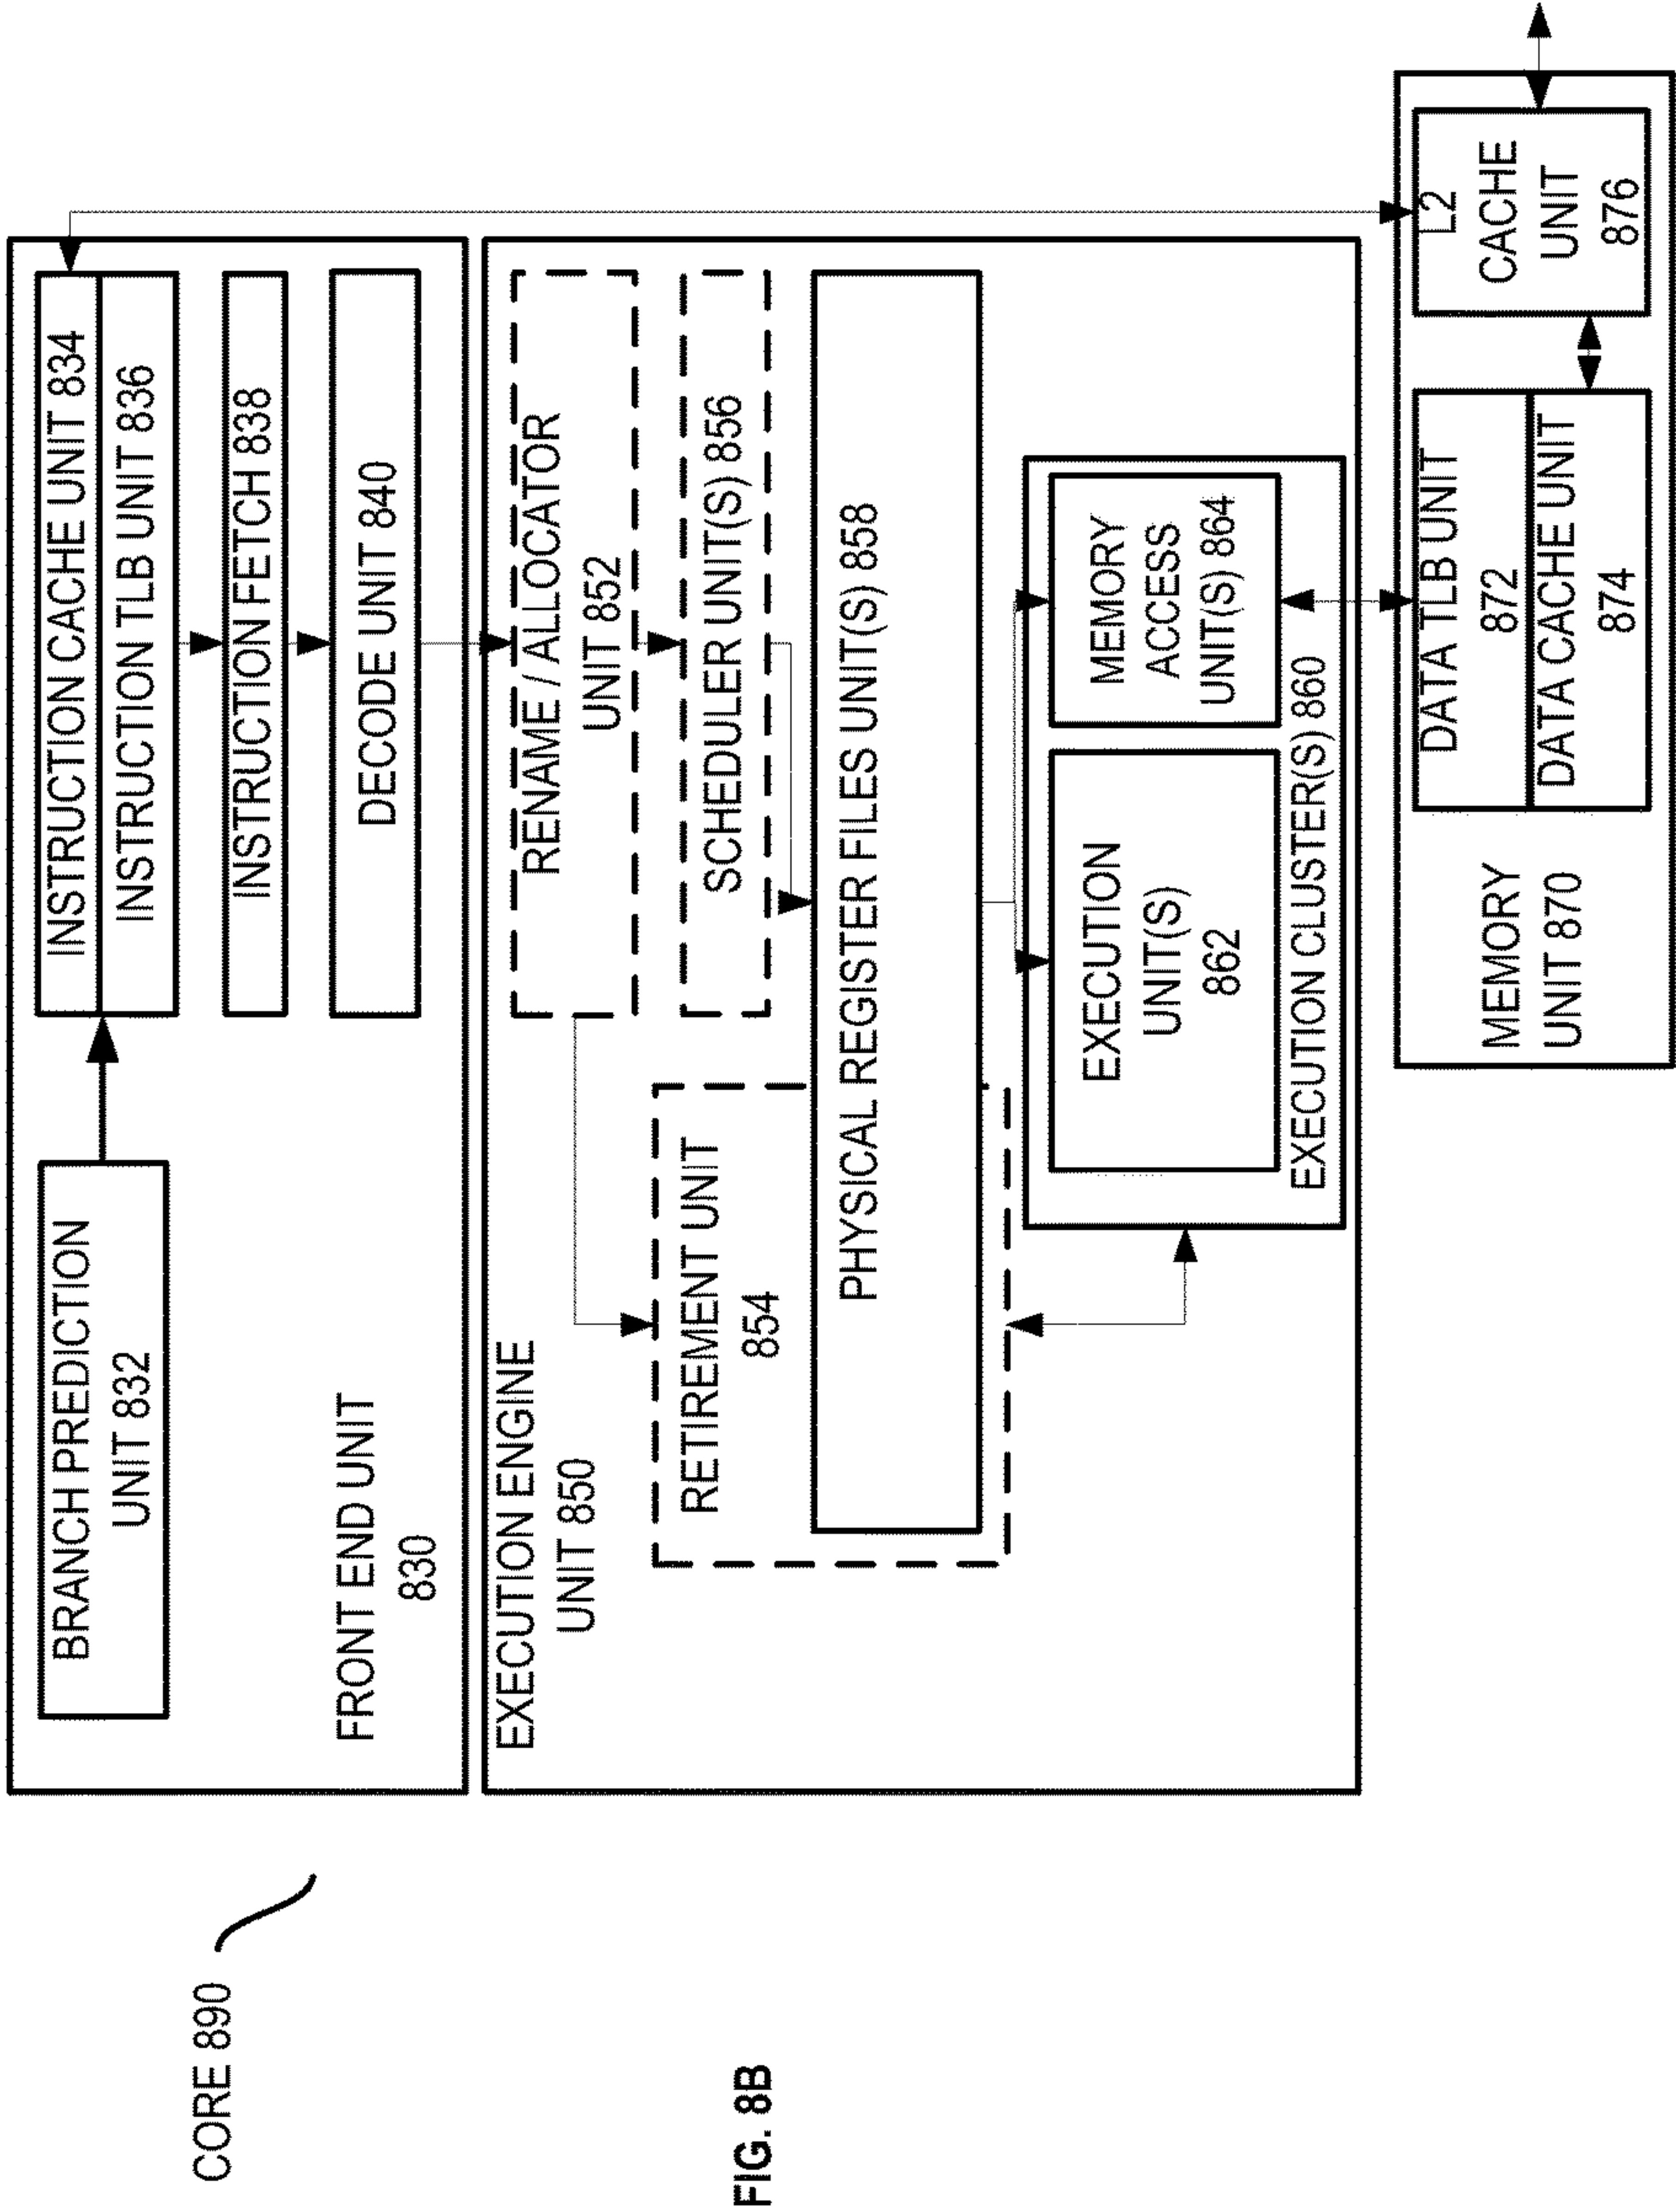 BRANCH PREDICTION
UNIT 832
INSTRUCTION CACHE UNIT 834
INSTRUCTION TLB UNIT 836
INSTRUCTION FETCH 838
DECODE UNIT 840
FRONT END UNIT
830
EXECUTION ENGINE
UNIT 850
RENAME / ALLOCATOR
UNIT 852
RETIREMENT UNIT
854
SCHEDULER UNIT(S) 856
PHYSICAL REGISTER FILES UNIT(S) 858
EXECUTION
UNIT(S)
862
MEMORY
ACCESS
UNIT(S) 864
EXECUTION CLUSTER(S) 860
MEMORY
UNIT 870
DATA TLB UNIT
872
DATA CACHE UNIT
874
L2
CACHE
UNIT
876
CORE 890
FIG. 8B